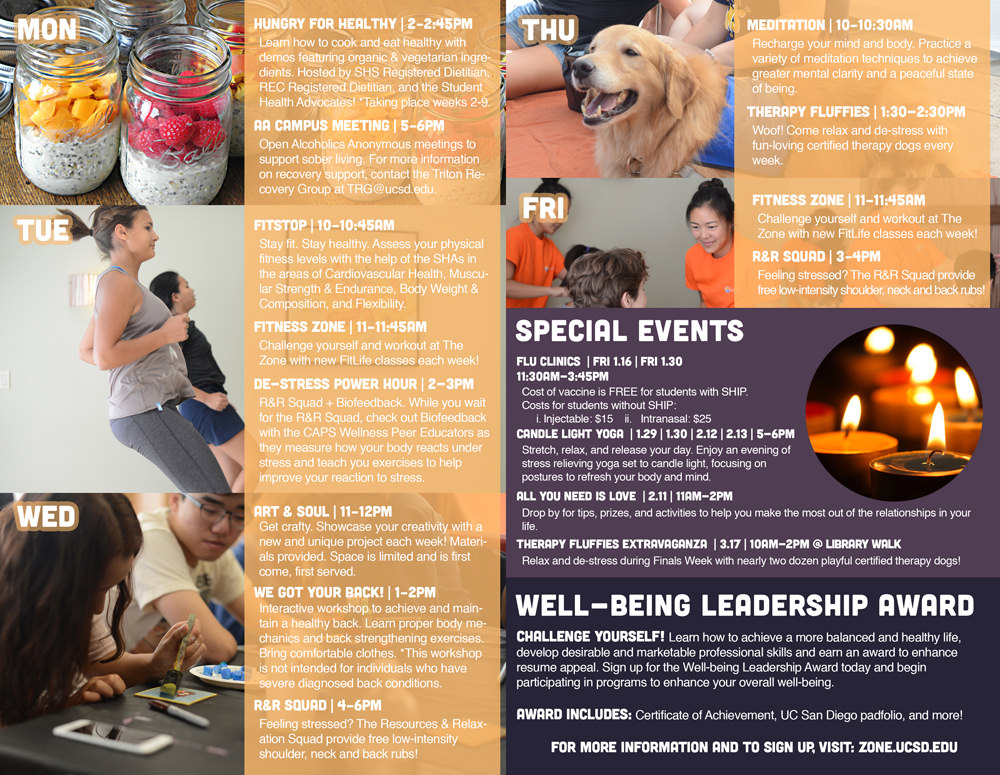 MON
HUNGRY FOR HEALTHY | 2-2:45PM
Learn how to cook and eat healthy with
demos featuring organic & vegetarian ingre-
dients. Hosted by SHS Registered Dietitian,
REC Registered Dietitian, and the Student
Health Advocates! *Taking place weeks 2-9.
AA CAMPUS MEETING | 5-6PM
Open Alcoholics Anonymous meetings to
support sober living. For more information
on recovery support, contact the Triton Re-
covery Group at TRG@ucsd.edu.
TUE
FITSTOP | 10-10:45AM
Stay fit. Stay healthy. Assess your physical
fitness levels with the help of the SHAs in
the areas of Cardiovascular Health, Muscu-
lar Strength & Endurance, Body Weight &
Composition, and Flexibility.
FITNESS ZONE | 11-11:45AM
Challenge yourself and workout at The
Zone with new FitLife classes each week!
DE-STRESS POWER HOUR | 2-3PM
R&R Squad + Biofeedback. While you wait
for the R&R Squad, check out Biofeedback
with the CAPS Wellness Peer Educators as
they measure how your body reacts under
stress and teach you exercises to help
improve your reaction to stress.
WED
ART & SOUL | 11-12PM
Get crafty. Showcase your creativity with a
new and unique project each week! Materi-
als provided. Space is limited and is first
come, first served.
WE GOT YOUR BACK! | 1-2PM
Interactive workshop to achieve and main-
tain a healthy back. Learn proper body me-
chanics and back strengthening exercises.
Bring comfortable clothes. *This workshop
is not intended for individuals who have
severe diagnosed back conditions.
R&R SQUAD | 4-6PM
Feeling stressed? The Resources & Relax-
ation Squad provide free low-intensity
shoulder, neck and back rubs!
THU
MEDITATION | 10-10:30AM
Recharge your mind and body. Practice a
variety of meditation techniques to achieve
greater mental clarity and a peaceful state
of being.
THERAPY FLUFFIES | 1:30-2:30PM
Woof! Come relax and de-stress with
fun-loving certified therapy dogs every
week.
FRI
FITNESS ZONE | 11-11:45AM
Challenge yourself and workout at The
Zone with new FitLife classes each week!
R&R SQUAD | 3-4PM
Feeling stressed? The R&R Squad provide
free low-intensity shoulder, neck and back rubs!
SPECIAL EVENTS
FLU CLINICS | FRI 1.16 | FRI 1.30
11:30AM-3:45PM
Cost of vaccine is FREE for students with SHIP.
Costs for students without SHIP:
i. Injectable: $15 ii. Intranasal: $25
CANDLE LIGHT YOGA | 1.29 | 1.30 | 2.12 | 2.13 | 5-6PM
Stretch, relax, and release your day. Enjoy an evening of
stress relieving yoga set to candle light, focusing on
postures to refresh your body and mind.
ALL YOU NEED IS LOVE | 2.11 | 11AM-2PM
Drop by for tips, prizes, and activities to help you make the most out of the relationships in your
life.
THERAPY FLUFFIES EXTRAVAGANZA | 3.17 | 10AM-2PM @ LIBRARY WALK
Relax and de-stress during Finals Week with nearly two dozen playful certified therapy dogs!
WELL-BEING LEADERSHIP AWARD
CHALLENGE YOURSELF! Learn how to achieve a more balanced and healthy life,
develop desirable and marketable professional skills and earn an award to enhance
resume appeal. Sign up for the Well-being Leadership Award today and begin
participating in programs to enhance your overall well-being.
AWARD INCLUDES: Certificate of Achievement, UC San Diego padfolio, and more!
FOR MORE INFORMATION AND TO SIGN UP, VISIT: ZONE.UCSD.EDU